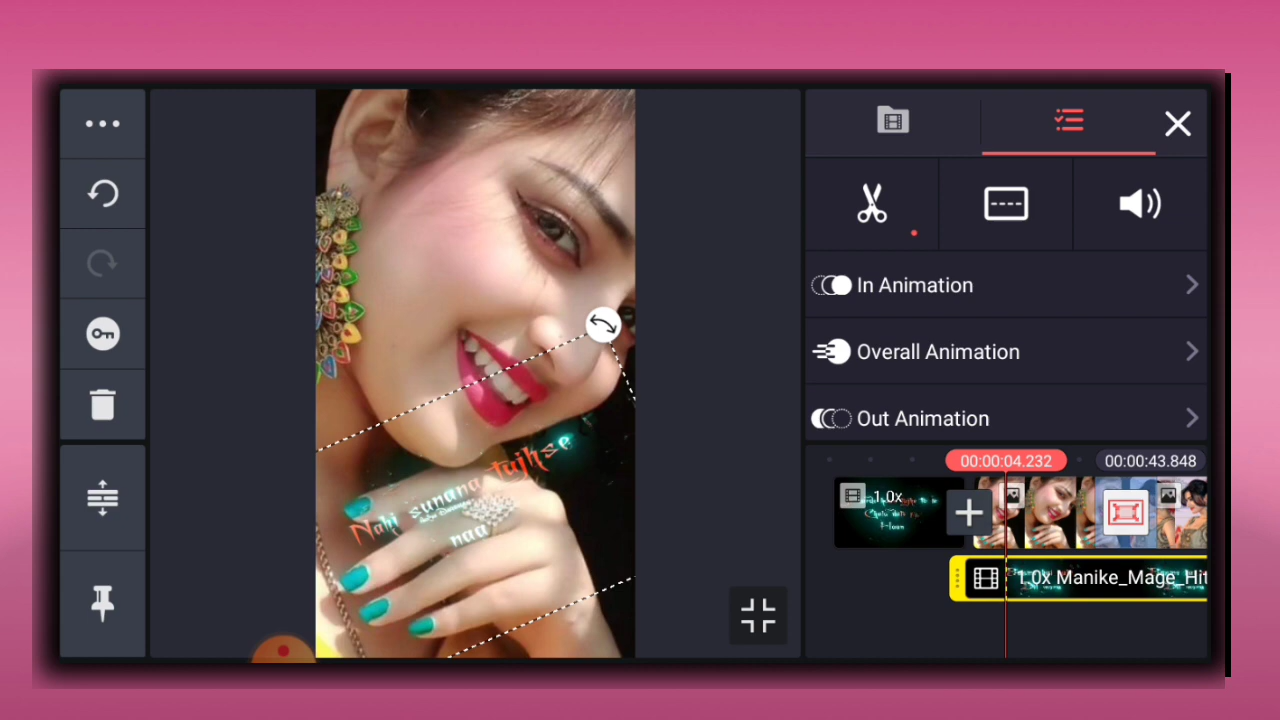 In Animation
Overall Animation
Out Animation
00:00:04.232
00:00:43.848
1.0x
1.0x Manike_Mage_Hit
Nahi sunana tujhse
naa